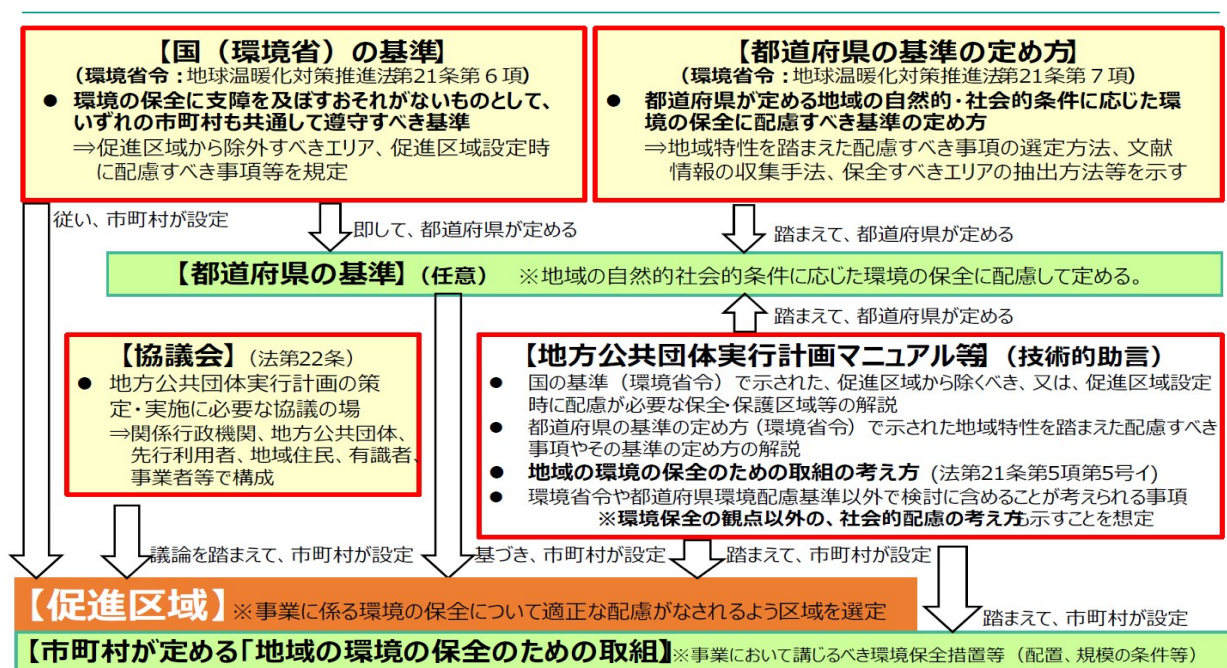 【国（環境省）の基準】
(環境省令：地球温暖化対策推進法第21条第６項)
● 環境の保全に支障を及ぼすおそれがないものとして、
いずれの市町村も共通して遵守すべき基準
⇒促進区域から除外すべきエリア、促進区域設定時
に配慮すべき事項等を規定
【都道府県の基準の定め方】
(環境省令：地球温暖化対策推進法第21条第７項)
● 都道府県が定める地域の自然的・社会的条件に応じた環
境の保全に配慮すべき基準の定め方
⇒地域特性を踏まえた配慮すべき事項の選定方法、文献
情報の収集手法、保全すべきエリアの抽出方法等を示す
従い、市町村が設定
即して、都道府県が定める
踏まえて、都道府県が定める
【都道府県の基準】（任意） ※地域の自然的社会的条件に応じた環境の保全に配慮して定める。
踏まえて、都道府県が定める
【協議会】（法第22条）
● 地方公共団体実行計画の策
定・実施に必要な協議の場
⇒関係行政機関、地方公共団体、
先行利用者、地域住民、有識者、
事業者等で構成
【地方公共団体実行計画マニュアル等】（技術的助言）
● 国の基準（環境省令）で示された、促進区域から除くべき、又は、促進区域設定
時に配慮が必要な保全・保護区域等の解説
● 都道府県の基準の定め方（環境省令）で示された地域特性を踏まえた配慮すべき
事項やその基準の定め方の解説
● 地域の環境の保全のための取組の考え方 (法第21条第5項第5号イ)
● 環境省令や都道府県環境配慮基準以外で検討に含めることが考えられる事項
※環境保全の観点以外の、社会的配慮の考え方も示すことを想定
議論を踏まえて、市町村が設定
基づき、市町村が設定
踏まえて、市町村が設定
踏まえて、市町村が設定
【促進区域】※事業に係る環境の保全について適正な配慮がなされるよう区域を選定
【市町村が定める「地域の環境の保全のための取組】※事業において講じるべき環境保全措置等（配置、規模の条件等）